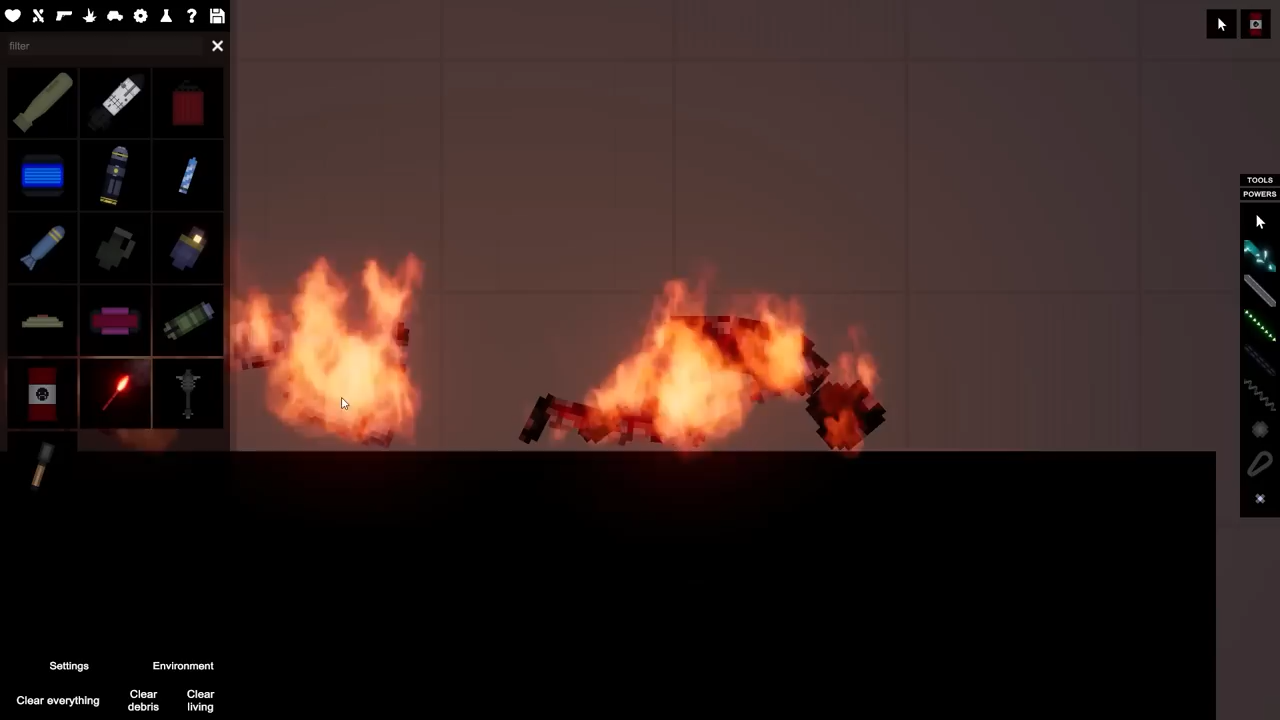 filter
TOOLS
POWERS
Settings
Environment
Clear everything
Clear
debris
Clear
living